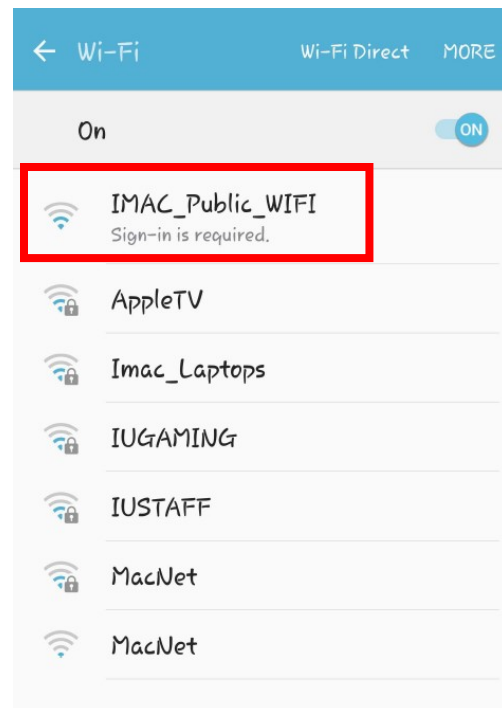 ← Wi-Fi Wi-Fi Direct MORE
On ON
IMAC_Public_WIFI
Sign-in is required.
AppleTV
Imac_Laptops
IUGAMING
IUSTAFF
MacNet
MacNet